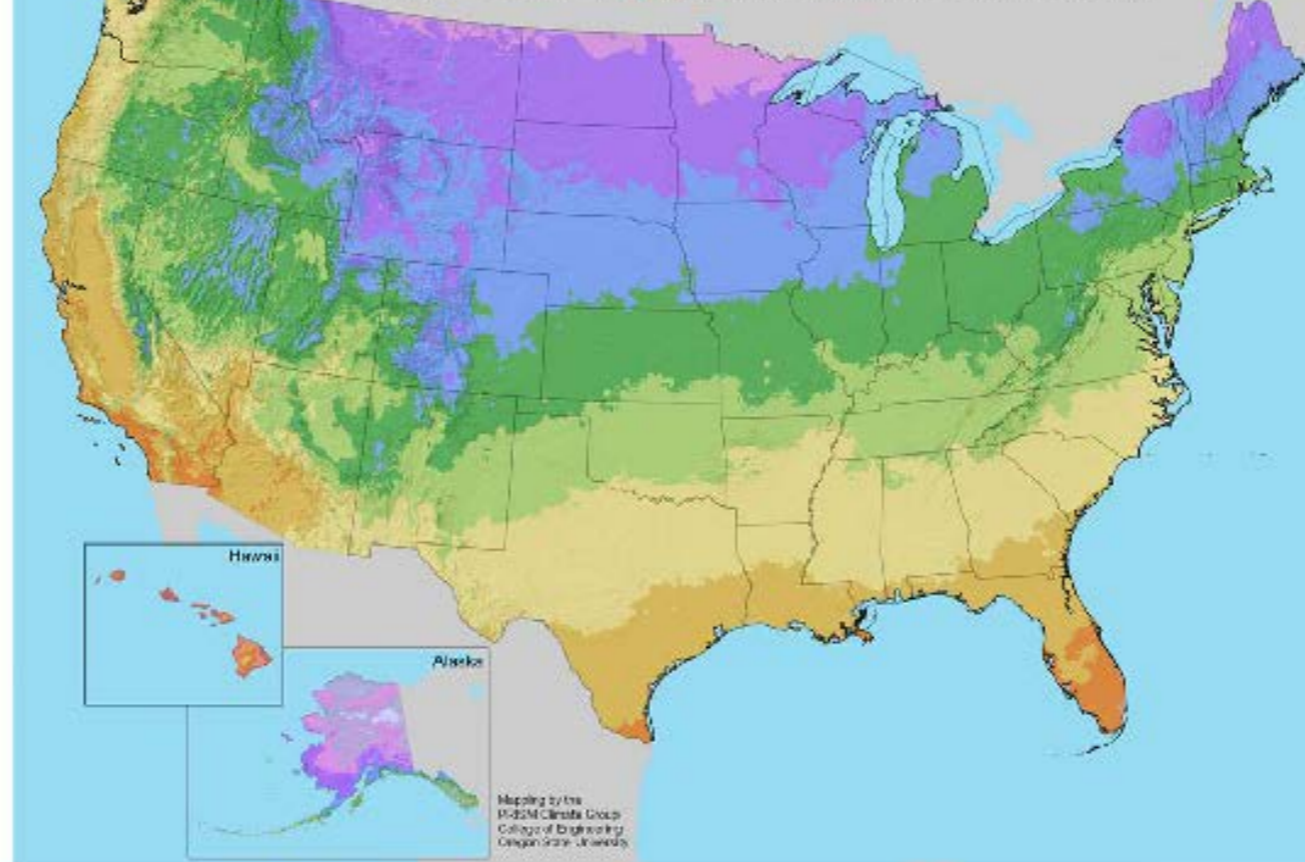 Hawaii
Alaska
Mapping by the
PRISM Climate Group
College of Engineering
Oregon State University